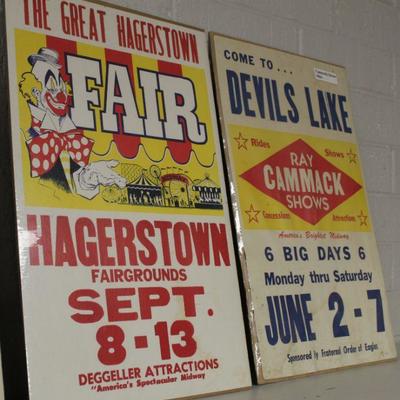 THE GREAT HAGERSTOWN
FAIR
HAGERSTOWN
FAIRGROUNDS
SEPT.
8-13
DEGGELLER ATTRACTIONS
"America's Spectacular Midway
COME TO...
DEVILS LAKE
Rides
Shows
RAY
CAMMACK
SHOWS
Concessions
Attractions
America's Brightest Midway
6 BIG DAYS 6
Monday thru Saturday
JUNE 2-7
Sponsored by Fraternal Order of Eagles